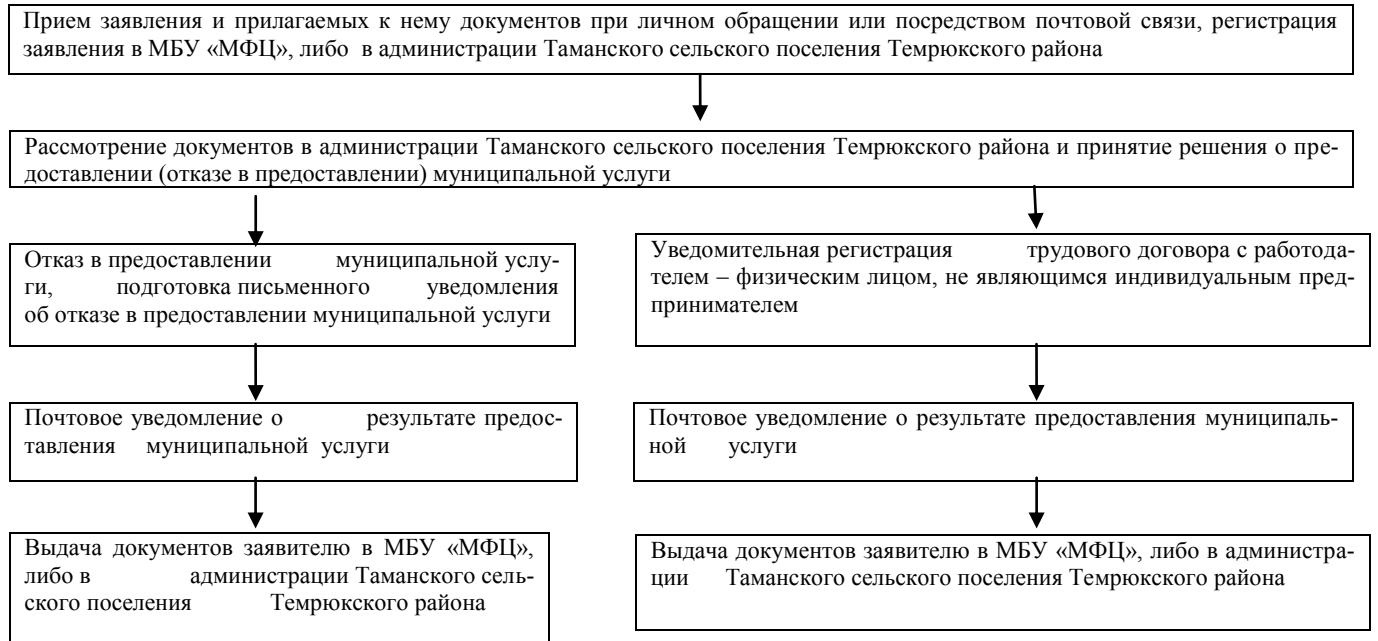 Прием заявления и прилагаемых к нему документов при личном обращении или посредством почтовой связи, регистрация
заявления в МБУ «МФЦ», либо в администрации Таманского сельского поселения Темрюкского района
Рассмотрение документов в администрации Таманского сельского поселения Темрюкского района и принятие решения о пре-
доставлении (отказе в предоставлении) муниципальной услуги
Отказ в предоставлении муниципальной услу-
ги, подготовка письменного уведомления
об отказе в предоставлении муниципальной услуги
Уведомительная регистрация трудового договора с работода-
телем – физическим лицом, не являющимся индивидуальным пред-
принимателем
Почтовое уведомление о результате предос-
тавления муниципальной услуги
Почтовое уведомление о результате предоставления муниципаль-
ной услуги
Выдача документов заявителю в МБУ «МФЦ»,
либо в администрации Таманского сель-
ского поселения Темрюкского района
Выдача документов заявителю в МБУ «МФЦ», либо в администра-
ции Таманского сельского поселения Темрюкского района